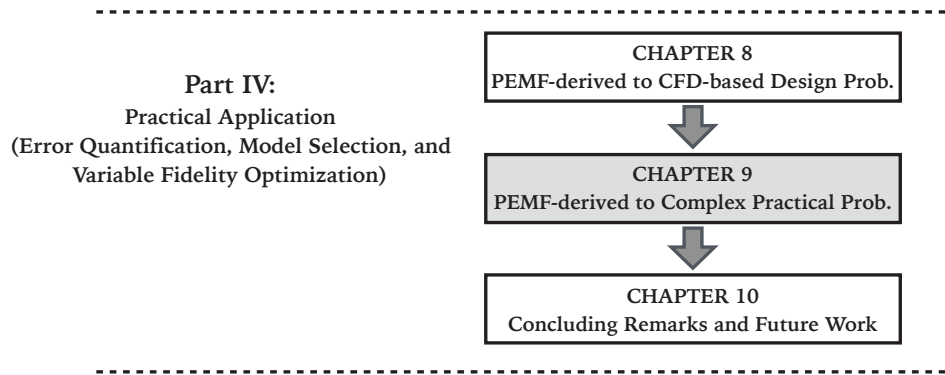 Part IV:
Practical Application
(Error Quantification, Model Selection, and
Variable Fidelity Optimization)
CHAPTER 8
PEMF-derived to CFD-based Design Prob.
CHAPTER 9
PEMF-derived to Complex Practical Prob.
CHAPTER 10
Concluding Remarks and Future Work